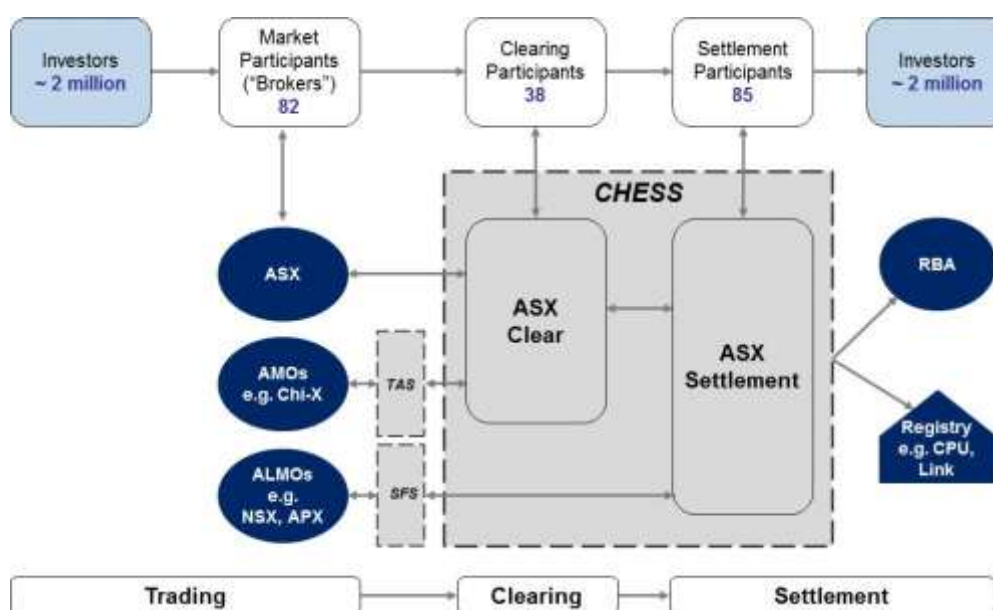 Investors
~ 2 million
Market
Participants
("Brokers")
82
Clearing
Participants
38
Settlement
Participants
85
Investors
~ 2 million
CHESS
ASX
ASX
Clear
ASX
Settlement
RBA
AMOs
e.g. Chi-X
TAS
ALMOs
e.g.
NSX, APX
SFS
Registry
e.g. CPU,
Link
Trading
Clearing
Settlement